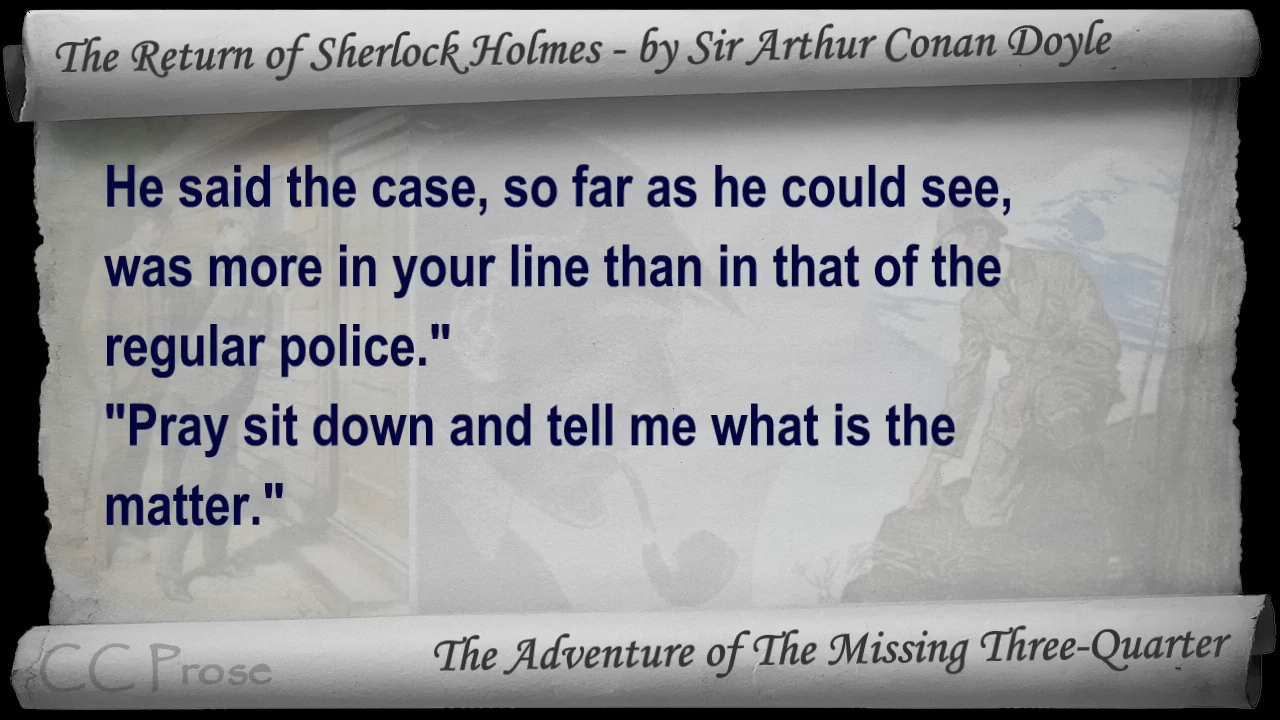 The Return of Sherlock Holmes - by Sir Arthur Conan Doyle
He said the case, so far as he could see,
was more in your line than in that of the
regular police."
"Pray sit down and tell me what is the
matter."
CC Prose
The Adventure of The Missing Three-Quarter